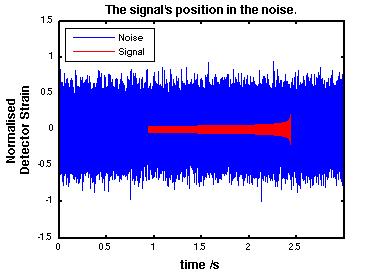 The signal's position in the noise.
Noise
Signal
Normalised
Detector Strain
1.5
1
0.5
0
-0.5
-1
-1.5
0
0.5
1
1.5
2
2.5
time /s